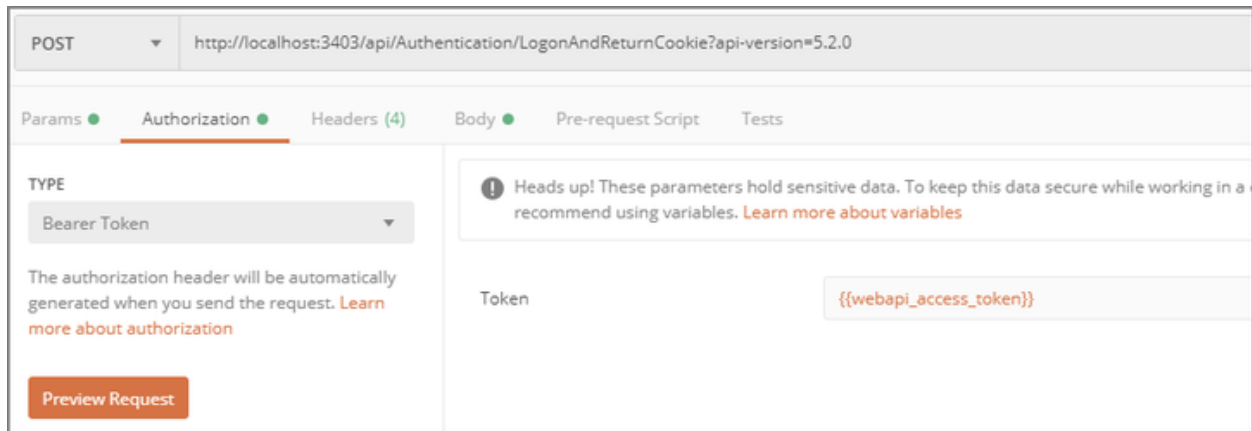 POST http://localhost:3403/api/Authentication/LogonAndReturnCookie?api-version=5.2.0
Params Authorization Headers (4) Body Pre-request Script Tests
TYPE
Bearer Token
The authorization header will be automatically
generated when you send the request. Learn
more about authorization
Preview Request
Heads up! These parameters hold sensitive data. To keep this data secure while working in a
recommend using variables. Learn more about variables
Token {{webapi_access_token}}